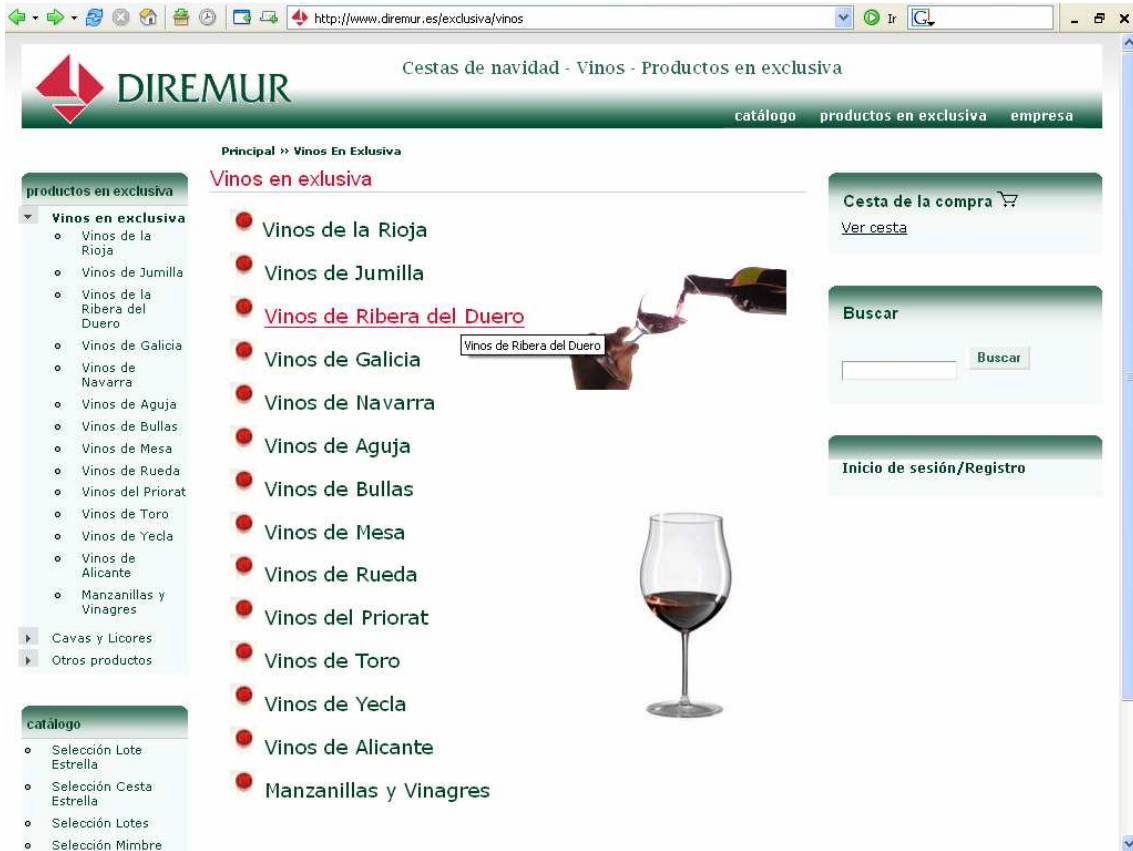 http://www.diremur.es/exclusiva/vinos
Ir
G
DIREMUR
Cestas de navidad - Vinos - Productos en exclusiva
catálogo productos en exclusiva empresa
Principal » Vinos En Exlusiva
productos en exclusiva
Vinos en exclusiva
Vinos de la
Rioja
Vinos de Jumilla
Vinos de la
Ribera del
Duero
Vinos de Galicia
Vinos de
Navarra
Vinos de Aguja
Vinos de Bullas
Vinos de Mesa
Vinos de Rueda
Vinos del Priorat
Vinos de Toro
Vinos de Yecla
Vinos de
Alicante
Manzanillas y
Vinagres
Cavas y Licores
Otros productos
catálogo
Selección Lote
Estrella
Selección Cesta
Estrella
Selección Lotes
Selección Mimbre
Vinos en exlusiva
Vinos de la Rioja
Vinos de Jumilla
Vinos de Ribera del Duero
Vinos de Ribera del Duero
Vinos de Galicia
Vinos de Navarra
Vinos de Aguja
Vinos de Bullas
Vinos de Mesa
Vinos de Rueda
Vinos del Priorat
Vinos de Toro
Vinos de Yecla
Vinos de Alicante
Manzanillas y Vinagres
Cesta de la compra
Ver cesta
Buscar
Buscar
Inicio de sesión/Registro